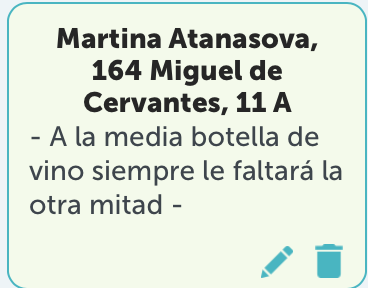 Martina Atanasova,
164 Miguel de
Cervantes, 11 A
- A la media botella de
vino siempre le faltará la
otra mitad -